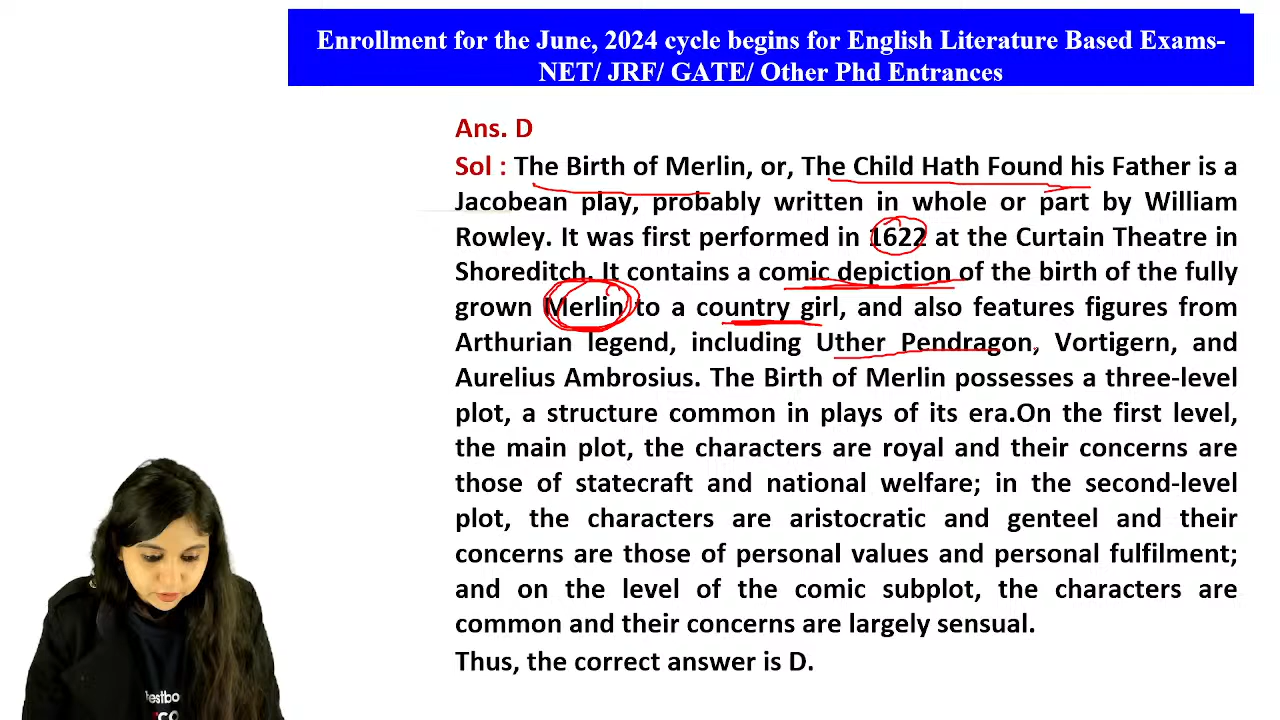 Enrollment for the June, 2024 cycle begins for English Literature Based Exams-
NET/ JRF/ GATE/ Other Phd Entrances
Ans. D
Sol : The Birth of Merlin, or, The Child Hath Found his Father is a
Jacobean play, probably written in whole or part by William
Rowley. It was first performed in 1622 at the Curtain Theatre in
Shoreditch. It contains a comic depiction of the birth of the fully
grown Merlin to a country girl, and also features figures from
Arthurian legend, including Uther Pendragon, Vortigern, and
Aurelius Ambrosius. The Birth of Merlin possesses a three-level
plot, a structure common in plays of its era.On the first level,
the main plot, the characters are royal and their concerns are
those of statecraft and national welfare; in the second-level
plot, the characters are aristocratic and genteel and their
concerns are those of personal values and personal fulfilment;
and on the level of the comic subplot, the characters are
common and their concerns are largely sensual.
Thus, the correct answer is D.